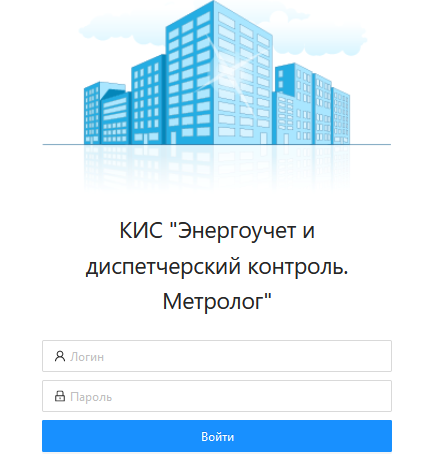 КИС "Энергоучет и
диспетчерский контроль.
Метролог"
Логин
Пароль
Войти